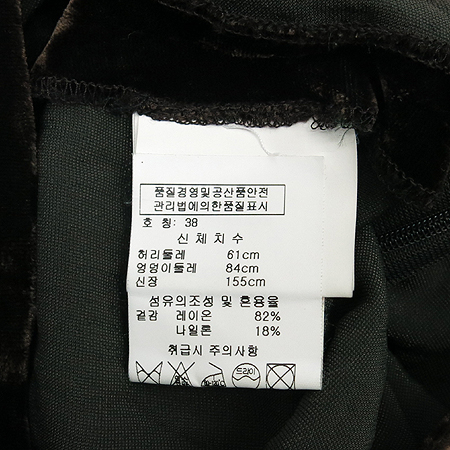 품질경영및공산품안전
관리법에의한품질표시
호 칭: 38
신 체 치 수
허리둘레 61cm
엉덩이둘레 84cm
신장 155cm
섬유의조성 및 혼용율
겉감 레이온 82%
나일론 18%
취급시 주의사항
드라이